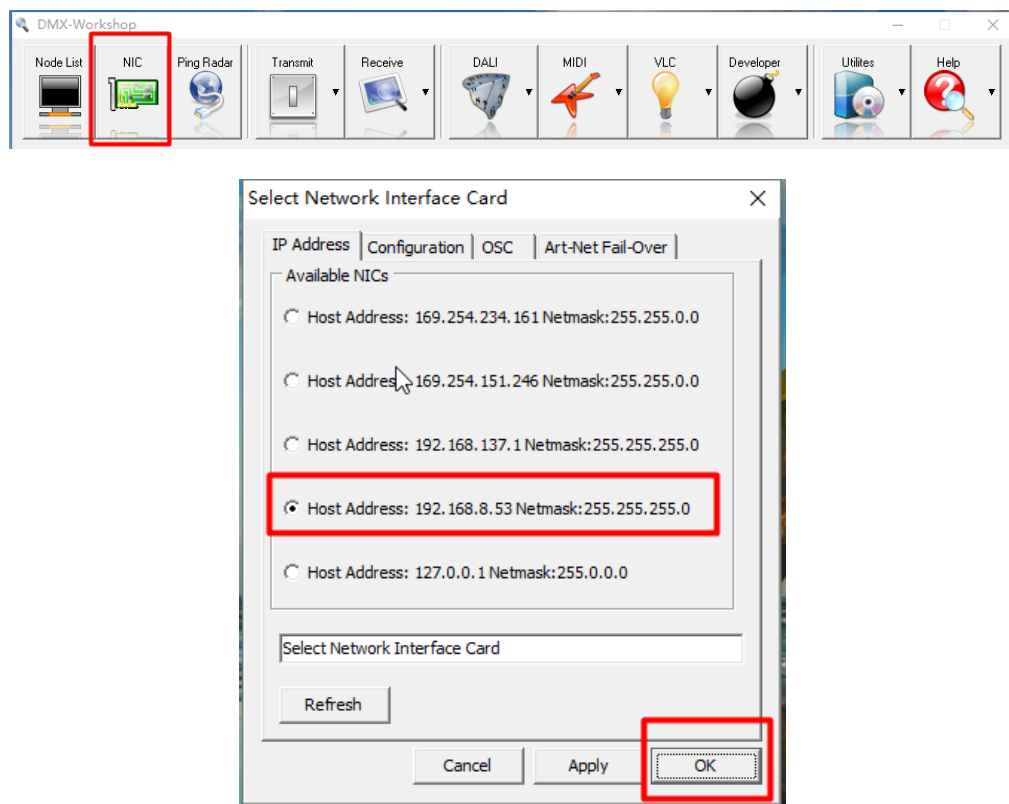 DMX-Workshop
Node List NIC Ping Radar Transmit Receive DALI MIDI VLC Developer Utilites Help
Select Network Interface Card
IP Address Configuration OSC Art-Net Fail-Over
Available NICs
Host Address: 169.254.234.161 Netmask:255.255.0.0
Host Address: 169.254.151.246 Netmask:255.255.0.0
Host Address: 192.168.137.1 Netmask:255.255.255.0
Host Address: 192.168.8.53 Netmask:255.255.255.0
Host Address: 127.0.0.1 Netmask:255.0.0.0
Select Network Interface Card
Refresh
Cancel Apply OK